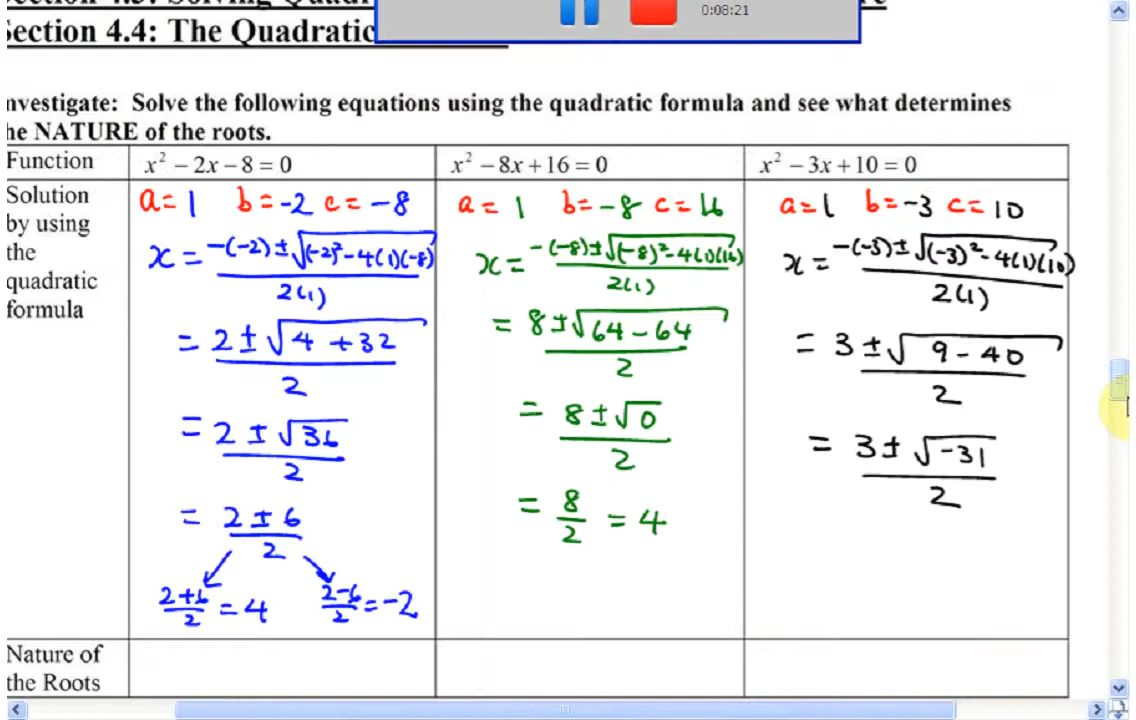 0:08:21
Section 4.4: The Quadratic
nvestigate: Solve the following equations using the quadratic formula and see what determines
he NATURE of the roots.
Function x² − 2x − 8 = 0 x² − 8x + 16 = 0 x² − 3x + 10 = 0
Solution by using the quadratic formula
a = 1 b = -2 c = -8
x = -(-2) ± √(-2)² - 4(1)(-8) / 2(1)
= 2 ± √4 + 32 / 2
= 2 ± √36 / 2
= 2 ± 6 / 2
2+6 / 2 = 4 2-6 / 2 = -2
a = 1 b = -8 c = 16
x = -(-8) ± √(-8)² - 4(1)(16) / 2(1)
= 8 ± √64 - 64 / 2
= 8 ± √0 / 2
= 8 / 2 = 4
a = 1 b = -3 c = 10
x = -(-3) ± √(-3)² - 4(1)(10) / 2(1)
= 3 ± √9 - 40 / 2
= 3 ± √-31 / 2
Nature of
the Roots